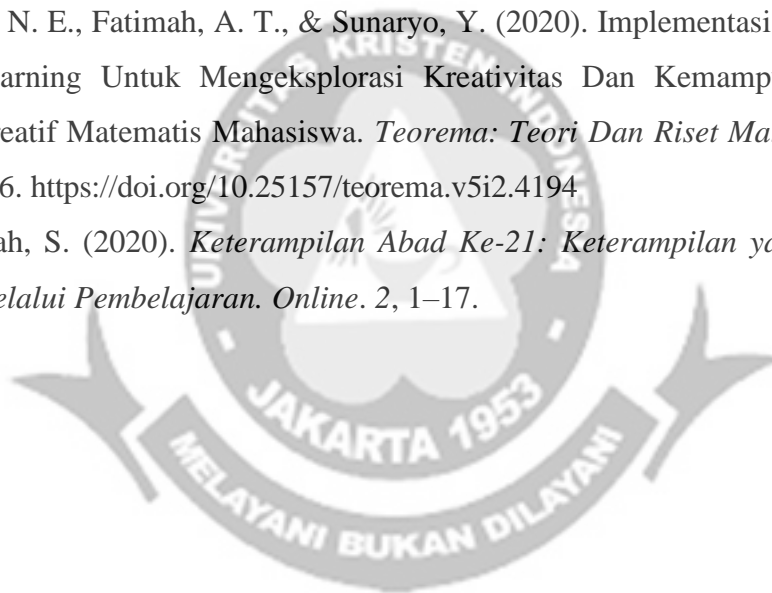 N. E., Fatimah, A. T., & Sunaryo, Y. (2020). Implementasi
arning Untuk Mengeksplorasi Kreativitas Dan Kemamp
reatif Matematis Mahasiswa. Teorema: Teori Dan Riset Ma
6. https://doi.org/10.25157/teorema.v5i2.4194
ah, S. (2020). Keterampilan Abad Ke-21: Keterampilan ya
elalui Pembelajaran. Online. 2, 1–17.
UNIVERSITAS KRISTEN INDONESIA
JAKARTA 1953
MELAYANI BUKAN DILAYANI